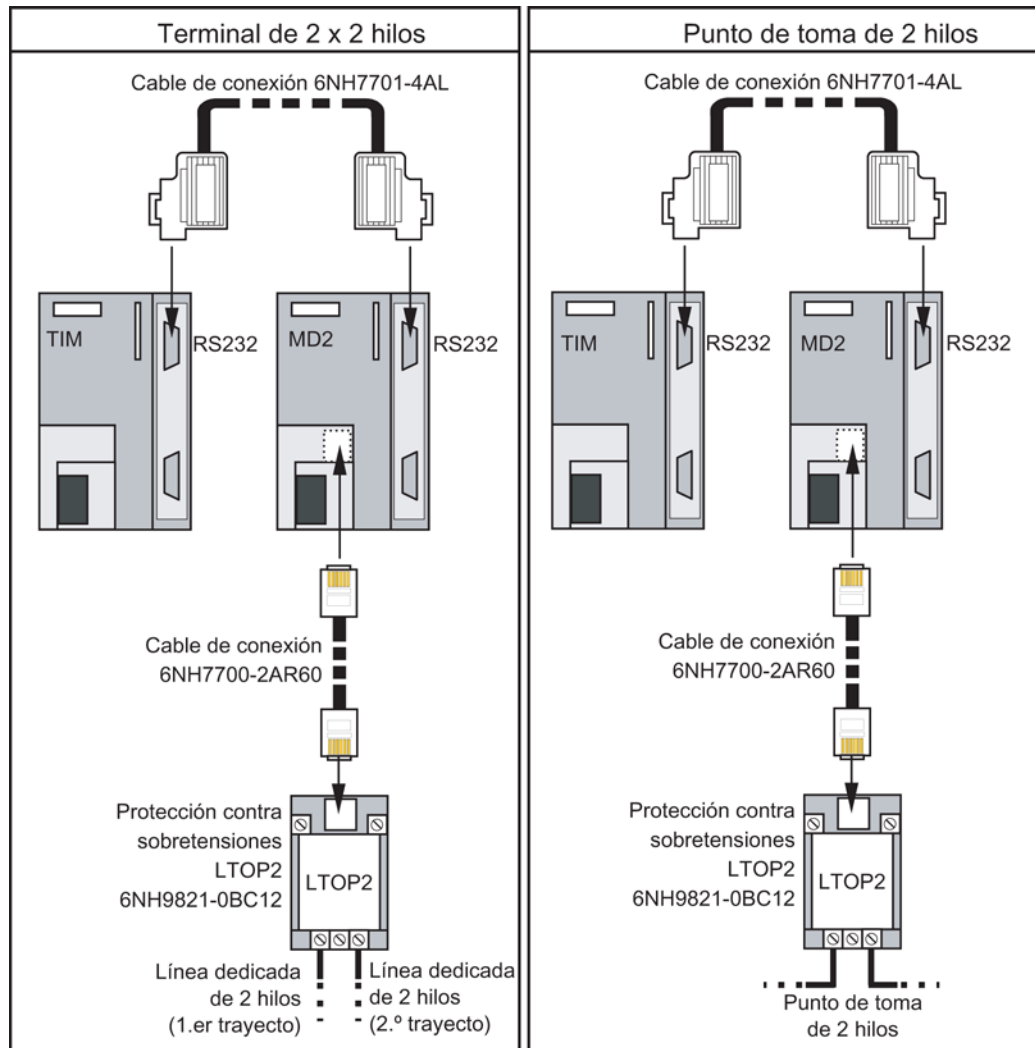 Terminal de 2 x 2 hilos
Cable de conexión 6NH7701-4AL
TIM
RS232
MD2
RS232
Cable de conexión
6NH7700-2AR60
Protección contra
sobretensiones
LTOP2
6NH9821-0BC12
LTOP2
Línea dedicada
de 2 hilos
(1.er trayecto)
Línea dedicada
de 2 hilos
(2.º trayecto)
Punto de toma de 2 hilos
Cable de conexión 6NH7701-4AL
TIM
RS232
MD2
RS232
Cable de conexión
6NH7700-2AR60
Protección contra
sobretensiones
LTOP2
6NH9821-0BC12
LTOP2
Punto de toma
de 2 hilos